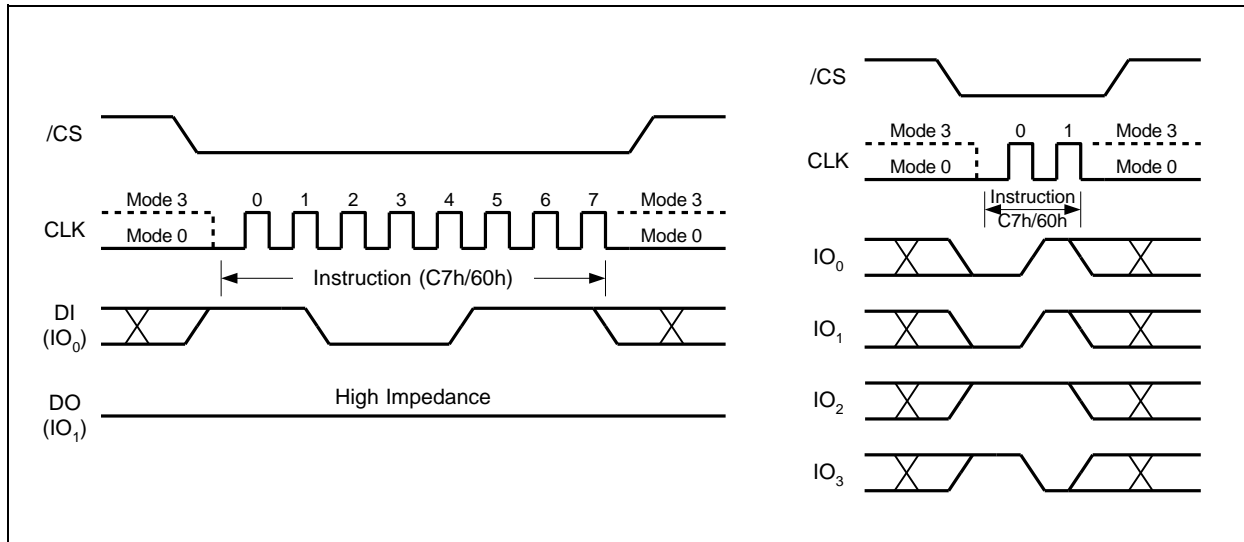 /CS
Mode 3 0 1 2 3 4 5 6 7 Mode 3
CLK
Mode 0 Mode 0
Instruction (C7h/60h)
DI
(IO0)
High Impedance
DO
(IO1)
/CS
Mode 3 0 1 Mode 3
CLK
Mode 0 Mode 0
Instruction
C7h/60h
IO0
IO1
IO2
IO3